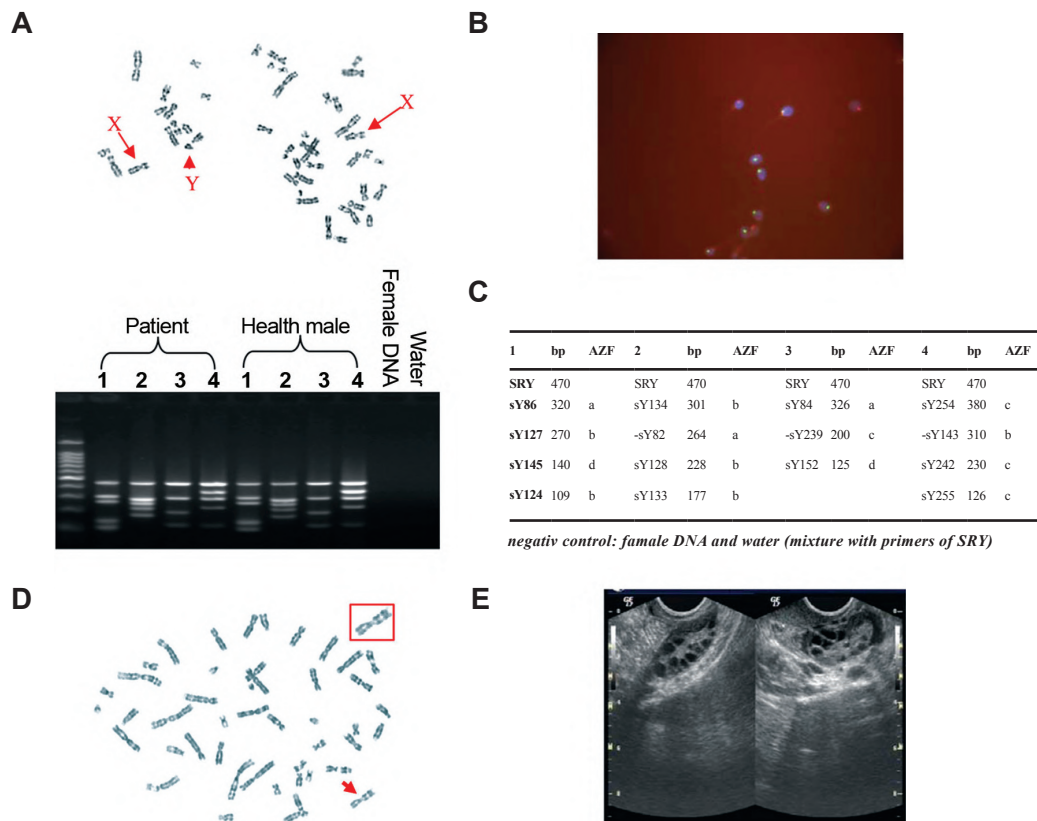 A
X
X
Y
B
Patient
Health male
Female DNA
Water
1 2 3 4 1 2 3 4
C
1 bp AZF 2 bp AZF 3 bp AZF 4 bp AZF
SRY 470 SRY 470 SRY 470 SRY 470
sY86 320 a sY134 301 b sY84 326 a sY254 380 c
sY127 270 b -sY82 264 a -sY239 200 c -sY143 310 b
sY145 140 d sY128 228 b sY152 125 d sY242 230 c
sY124 109 b sY133 177 b sY255 126 c
negativ control: famale DNA and water (mixture with primers of SRY)
D
E